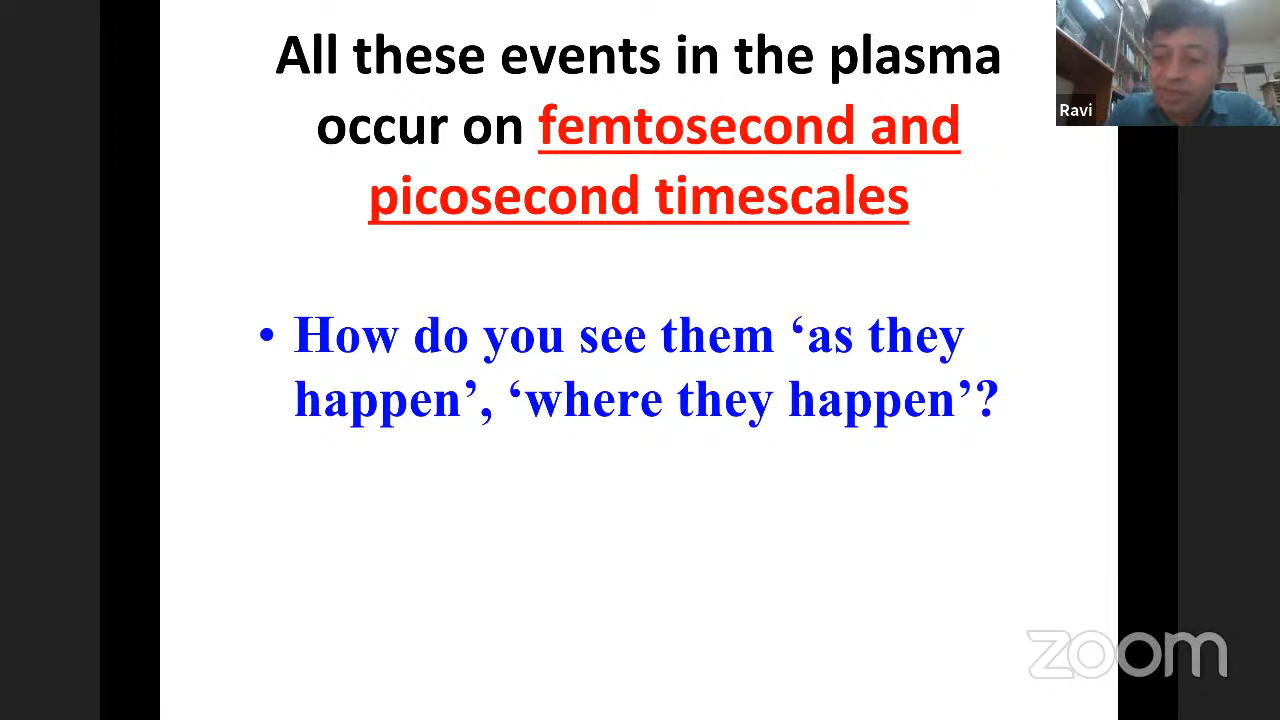 All these events in the plasma
occur on femtosecond and
picosecond timescales
Ravi
• How do you see them ‘as they
happen’, ‘where they happen’?
zoom